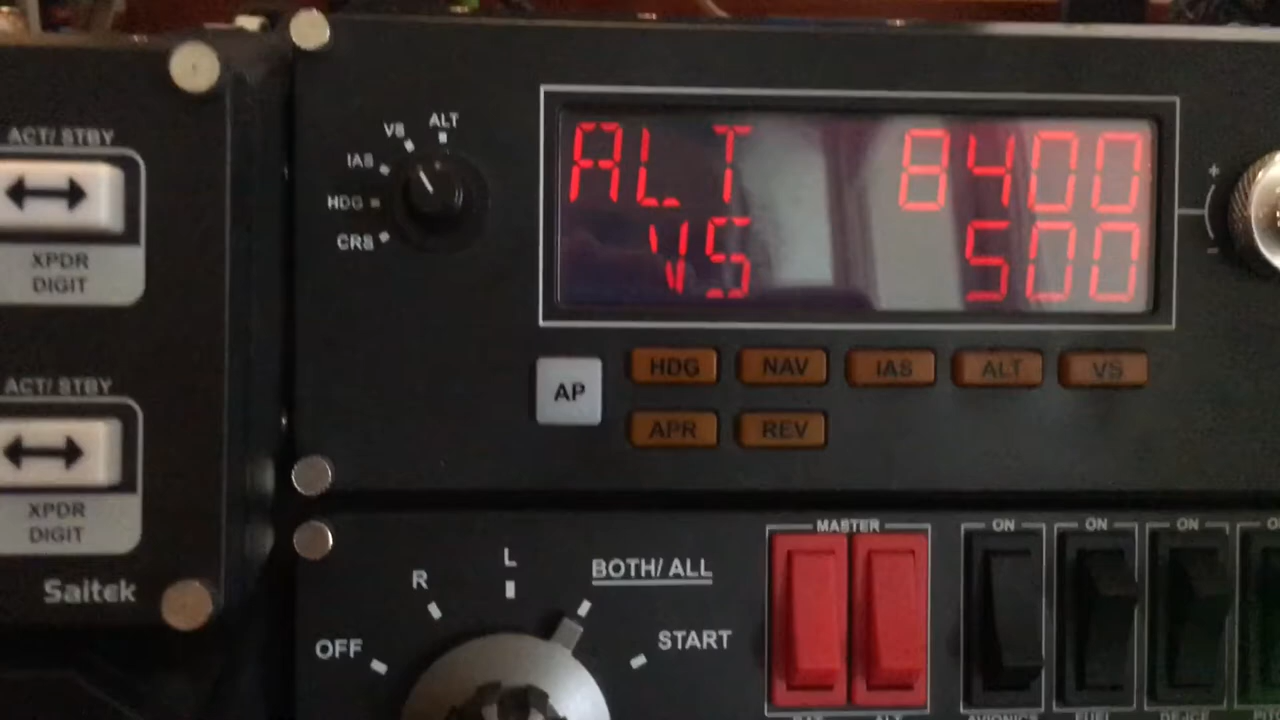 ACT/ STBY
XPDR
DIGIT
ACT/ STBY
XPDR
DIGIT
Saitek
ALT
VS
IAS
HDG
CRS
ALT 8400
VS 500
+
-
AP HDG NAV IAS ALT VS
APR REV
OFF R L BOTH/ ALL START
MASTER
ON ON ON